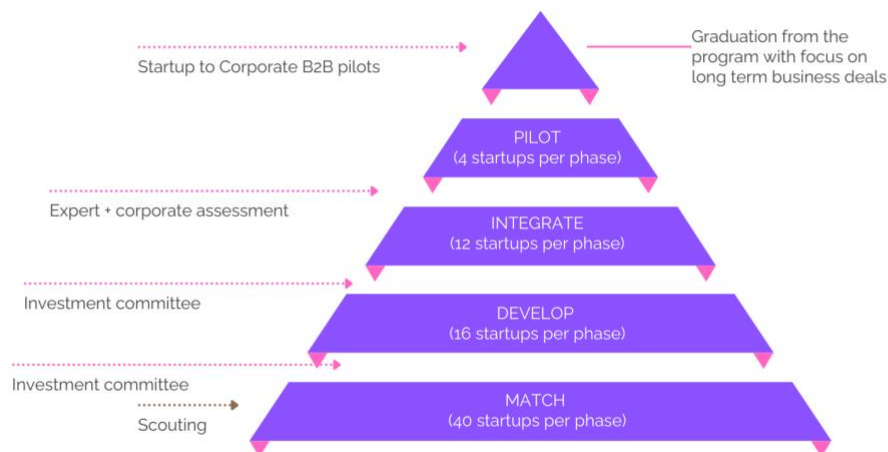 Graduation from the
program with focus on
long term business deals
Startup to Corporate B2B pilots
PILOT
(4 startups per phase)
Expert + corporate assessment
INTEGRATE
(12 startups per phase)
Investment committee
DEVELOP
(16 startups per phase)
Investment committee
MATCH
(40 startups per phase)
Scouting